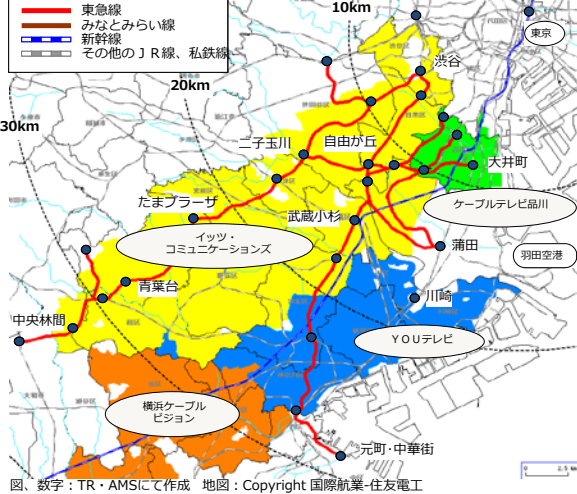 東急線
みなとみらい線
新幹線
その他のＪＲ線、私鉄線
10km
20km
30km
東京
渋谷
二子玉川
自由が丘
大井町
たまプラーザ
武蔵小杉
ケーブルテレビ品川
イッツ・
コミュニケーションズ
蒲田
羽田空港
青葉台
川崎
中央林間
ＹＯＵテレビ
横浜ケーブル
ビジョン
元町・中華街
0 2.5
図、数字：TR・AMSにて作成 地図：Copyright 国際航業-住友電工